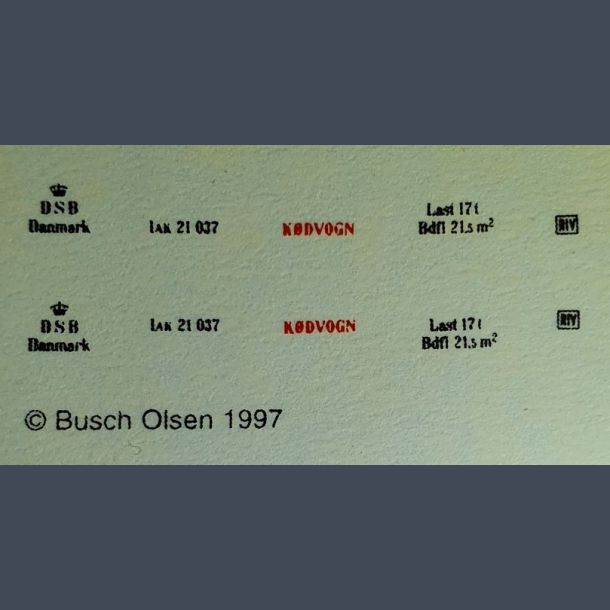 DSB
Danmark
IAK 21 037
KØDVOGN
Last 17 t
Bdfl 21.5 m²
RIV
DSB
Danmark
IAK 21 037
KØDVOGN
Last 17 t
Bdfl 21.5 m²
RIV
© Busch Olsen 1997